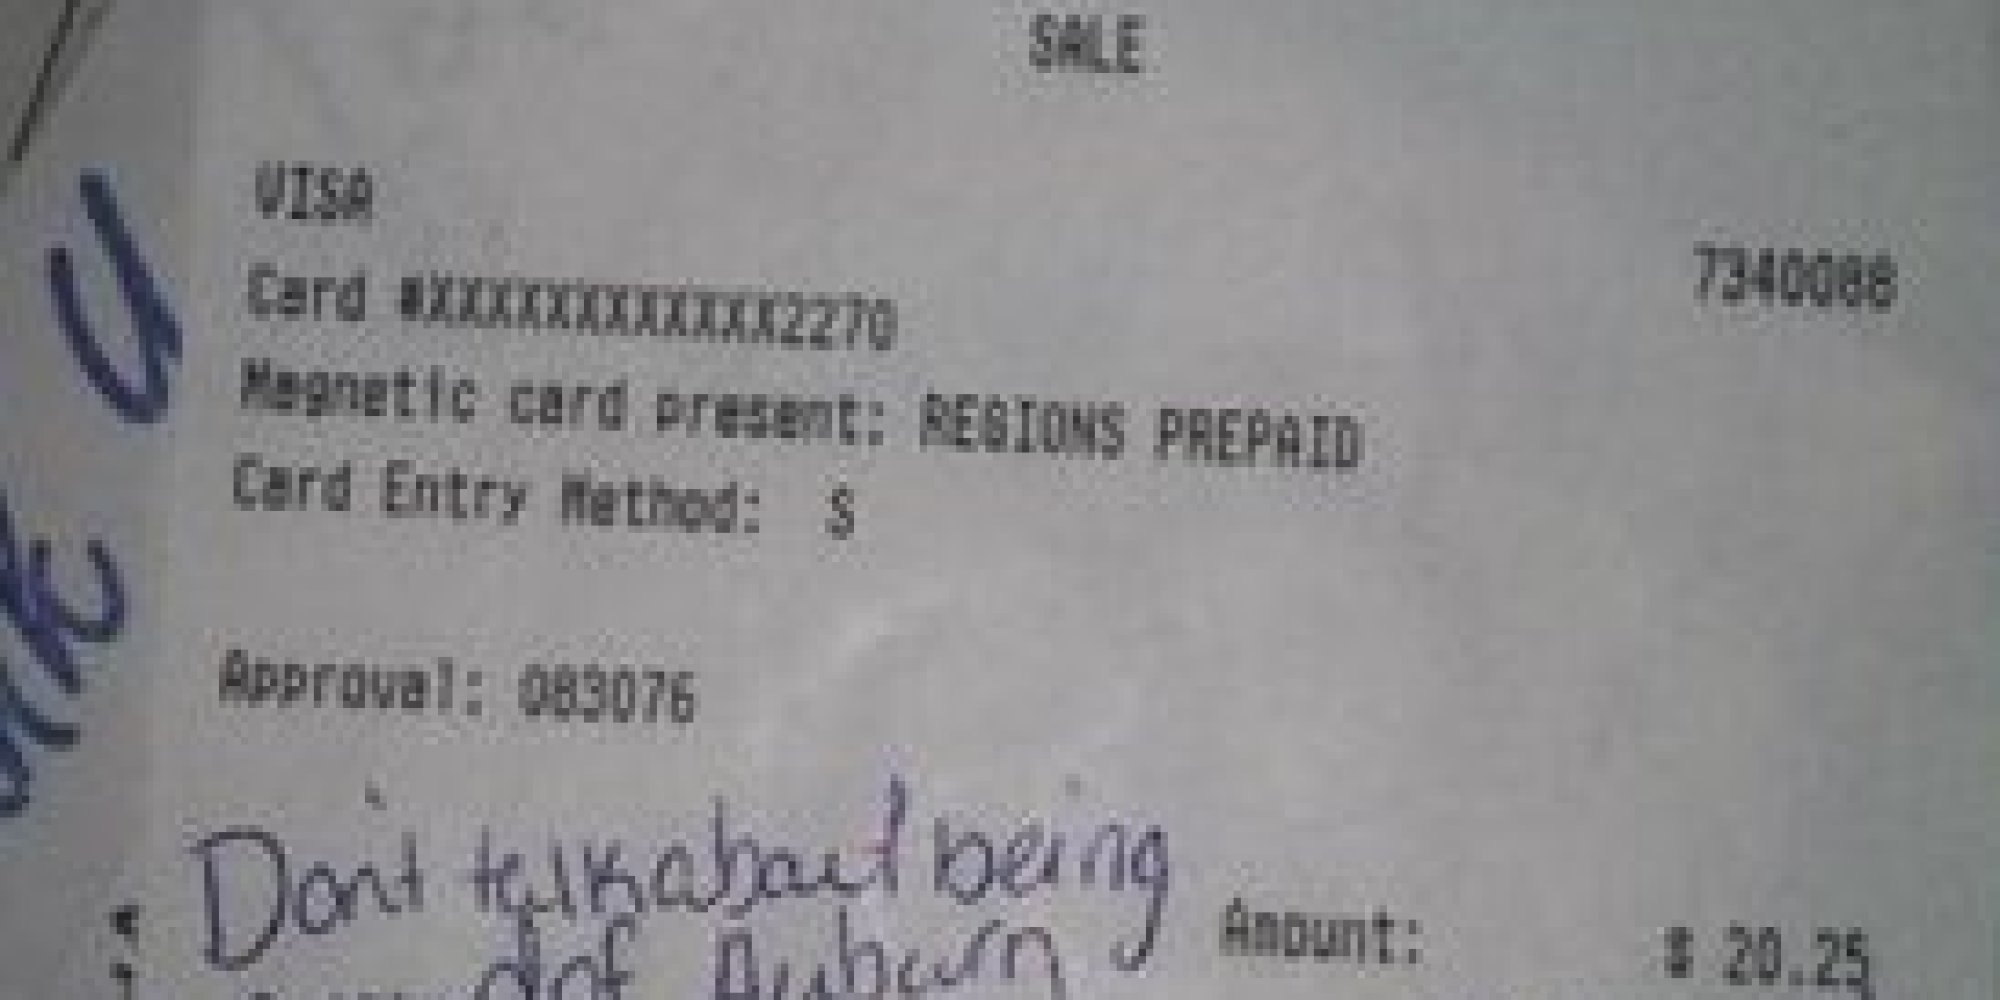 SALE
VISA
7340088
Card #XXXXXXXXXXXX2270
Magnetic card present: REGIONS PREPAID
Card Entry Method: S
Approval: 083076
Don't talk about being
of Auburn
Amount: $ 20.25
U